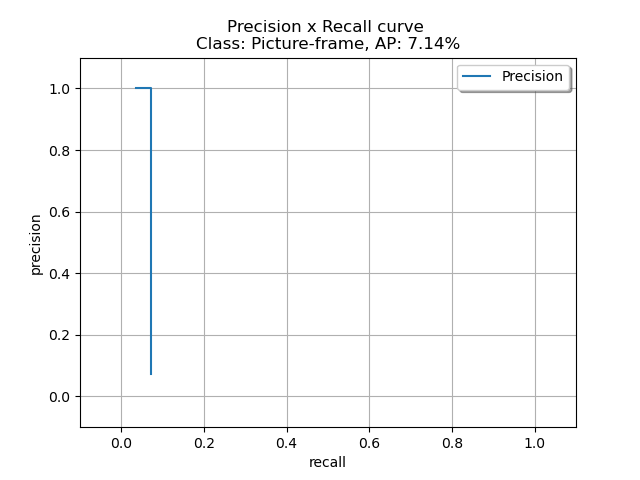 Precision x Recall curve
Class: Picture-frame, AP: 7.14%
Precision
1.0
0.8
0.6
0.4
0.2
0.0
precision
0.0 0.2 0.4 0.6 0.8 1.0
recall